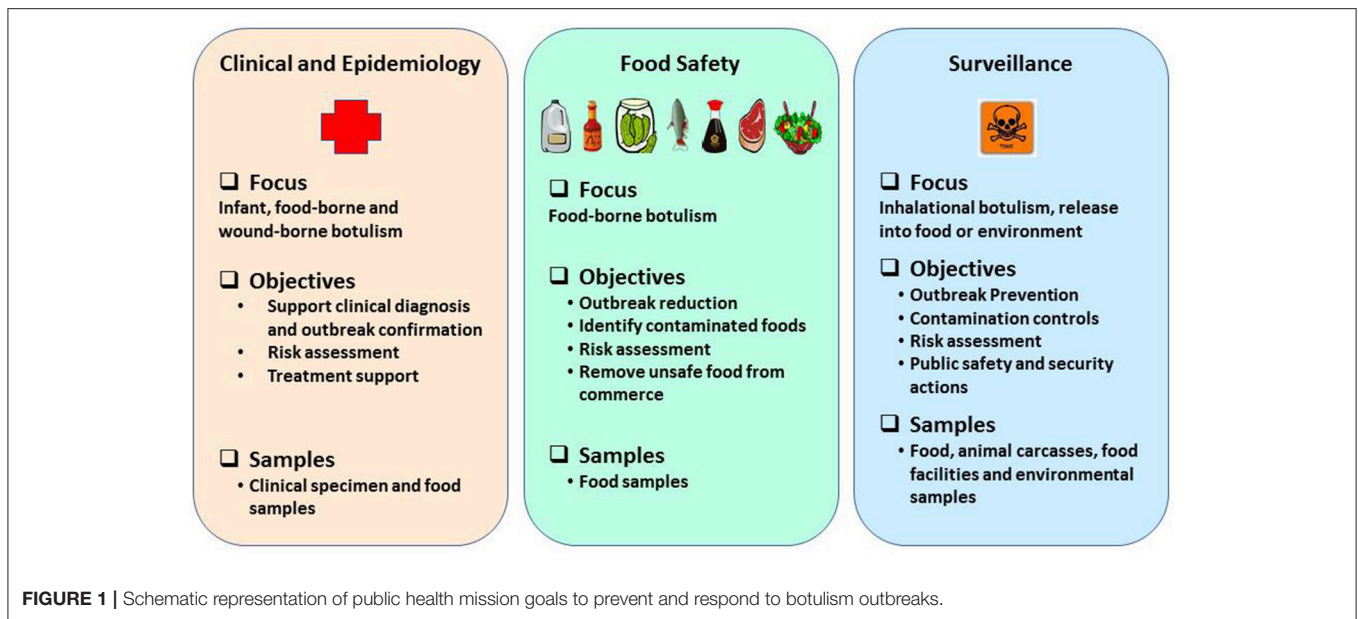 Clinical and Epidemiology
❑ Focus
Infant, food-borne and
wound-borne botulism
❑ Objectives
• Support clinical diagnosis
and outbreak confirmation
• Risk assessment
• Treatment support
❑ Samples
• Clinical specimen and food
samples
Food Safety
❑ Focus
Food-borne botulism
❑ Objectives
• Outbreak reduction
• Identify contaminated foods
• Risk assessment
• Remove unsafe food from
commerce
❑ Samples
• Food samples
Surveillance
TOXIC
❑ Focus
Inhalational botulism, release
into food or environment
❑ Objectives
• Outbreak Prevention
• Contamination controls
• Risk assessment
• Public safety and security
actions
❑ Samples
• Food, animal carcasses, food
facilities and environmental
samples
FIGURE 1 | Schematic representation of public health mission goals to prevent and respond to botulism outbreaks.